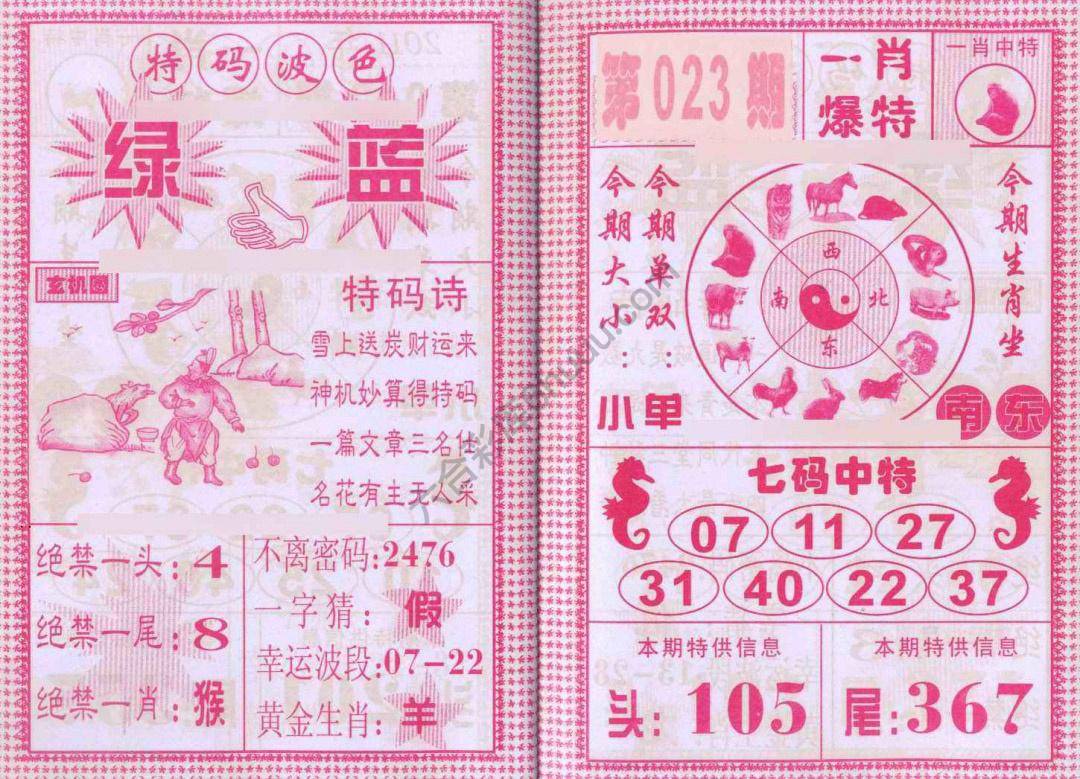 特码波色
绿 蓝
玄机图
特码诗
雪上送炭财运来
神机妙算得特码
一篇文章三名仕
名花有主无人采
绝禁一头:4
绝禁一尾:8
绝禁一肖:猴
不离密码:2476
一字猜:假
幸运波段:07-22
黄金生肖:羊
第023期
一肖
爆特
一肖中特
今期大小:
小
今期单双:
单
西
南 北
东
今期生肖坐
南东
七码中特
07 11 27
31 40 22 37
本期特供信息
头:105
本期特供信息
尾:367